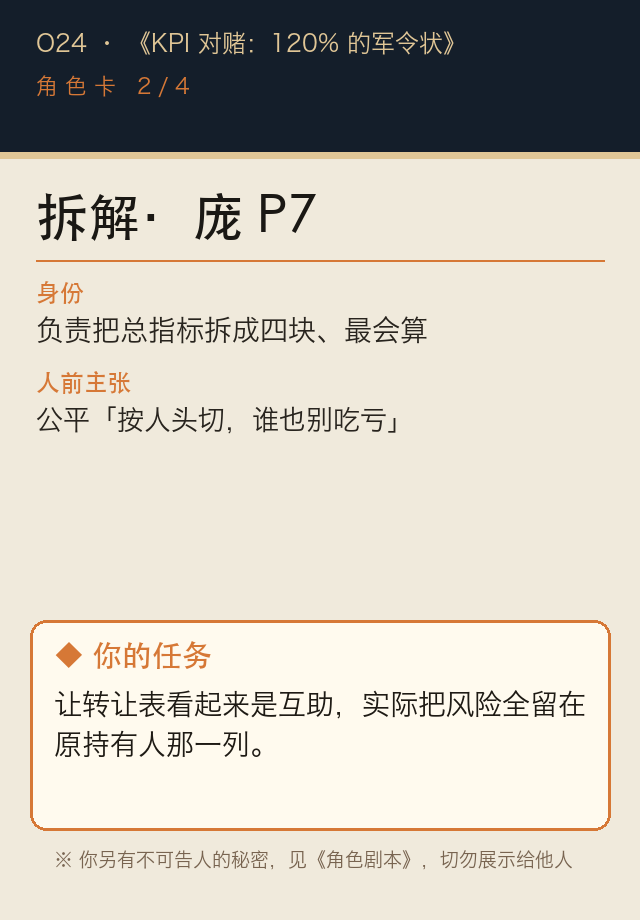 O24 · 《KPI 对赌：120% 的军令状》
角色卡 2/4
拆解· 庞 P7
身份
负责把总指标拆成四块、最会算
人前主张
公平「按人头切，谁也别吃亏」
◆ 你的任务
让转让表看起来是互助，实际把风险全留在
原持有人那一列。
※ 你另有不可告人的秘密，见《角色剧本》，切勿展示给他人